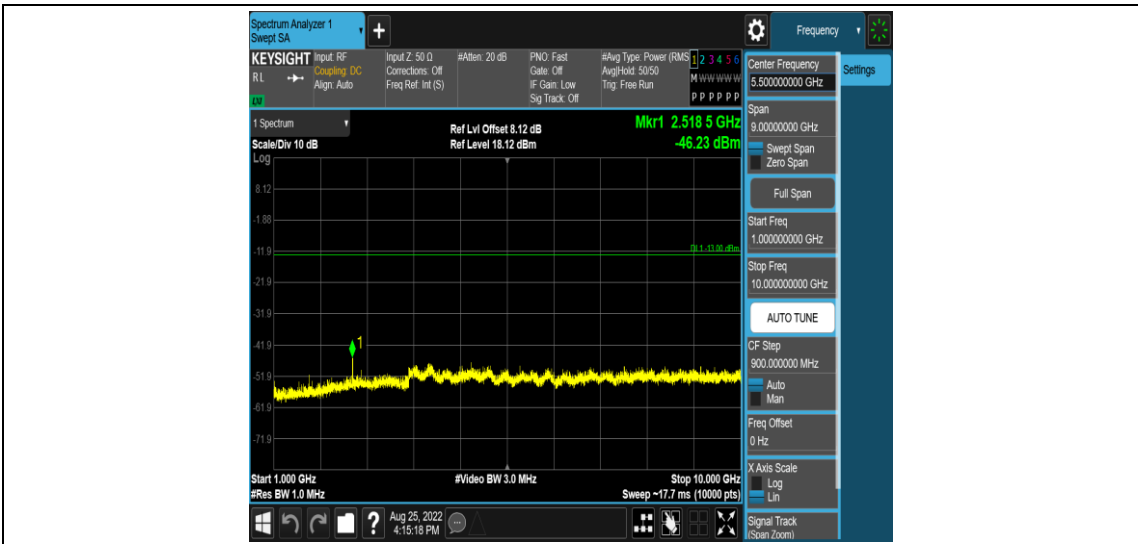 Spectrum Analyzer 1
Swept SA
+
Frequency
KEYSIGHT
RL
LXI
Input: RF
Coupling: DC
Align: Auto
Input Z: 50 Ω
Corrections: Off
Freq Ref: Int (S)
#Atten: 20 dB
PNO: Fast
Gate: Off
IF Gain: Low
Sig Track: Off
#Avg Type: Power (RMS
Avg|Hold: 50/50
Trig: Free Run
1 2 3 4 5 6
M W W W W W
P P P P P P
1 Spectrum
Scale/Div 10 dB
Ref Lvl Offset 8.12 dB
Ref Level 18.12 dBm
Mkr1 2.518 5 GHz
-46.23 dBm
Log
8.12
-1.88
-11.9
DL1 -13.00 dBm
-21.9
-31.9
-41.9
1
-51.9
-61.9
-71.9
Start 1.000 GHz
#Video BW 3.0 MHz
Stop 10.000 GHz
#Res BW 1.0 MHz
Sweep ~17.7 ms (10000 pts)
?
Aug 25, 2022
4:15:18 PM
Center Frequency
5.500000000 GHz
Settings
Span
9.00000000 GHz
Swept Span
Zero Span
Full Span
Start Freq
1.000000000 GHz
Stop Freq
10.000000000 GHz
AUTO TUNE
CF Step
900.000000 MHz
Auto
Man
Freq Offset
0 Hz
X Axis Scale
Log
Lin
Signal Track
(Span Zoom)